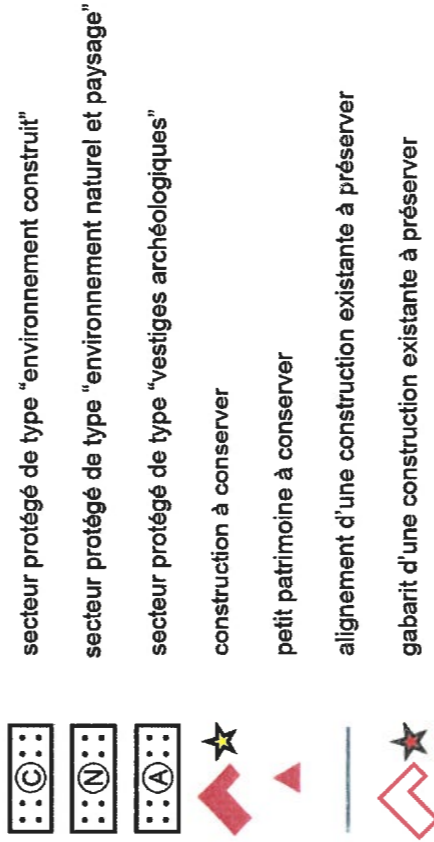 C secteur protégé de type "environnement construit"
N secteur protégé de type "environnement naturel et paysage"
A secteur protégé de type "vestiges archéologiques"
construction à conserver
petit patrimoine à conserver
alignement d'une construction existante à préserver
gabarit d'une construction existante à préserver